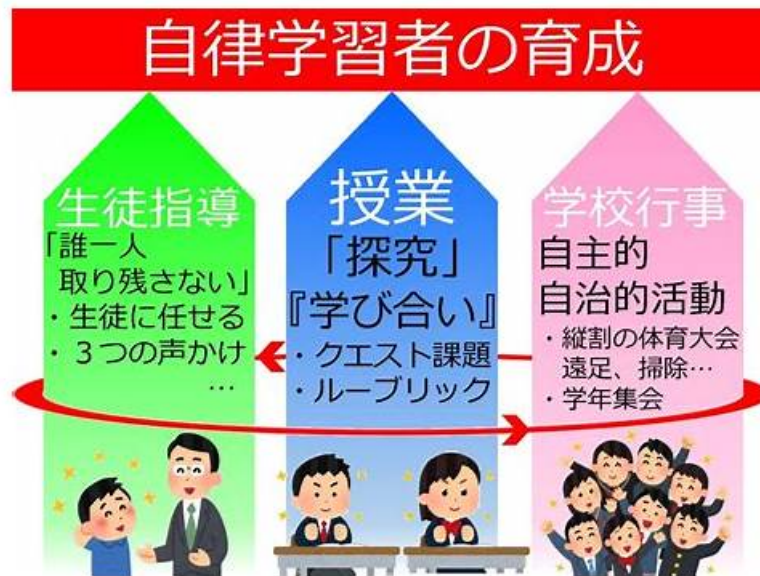 自律学習者の育成
生徒指導
「誰一人
取り残さない」
・生徒に任せる
・３つの声かけ
…
授業
「探究」
『学び合い』
・クエスト課題
・ルーブリック
学校行事
自主的
自治的活動
・縦割の体育大会
遠足、掃除…
・学年集会